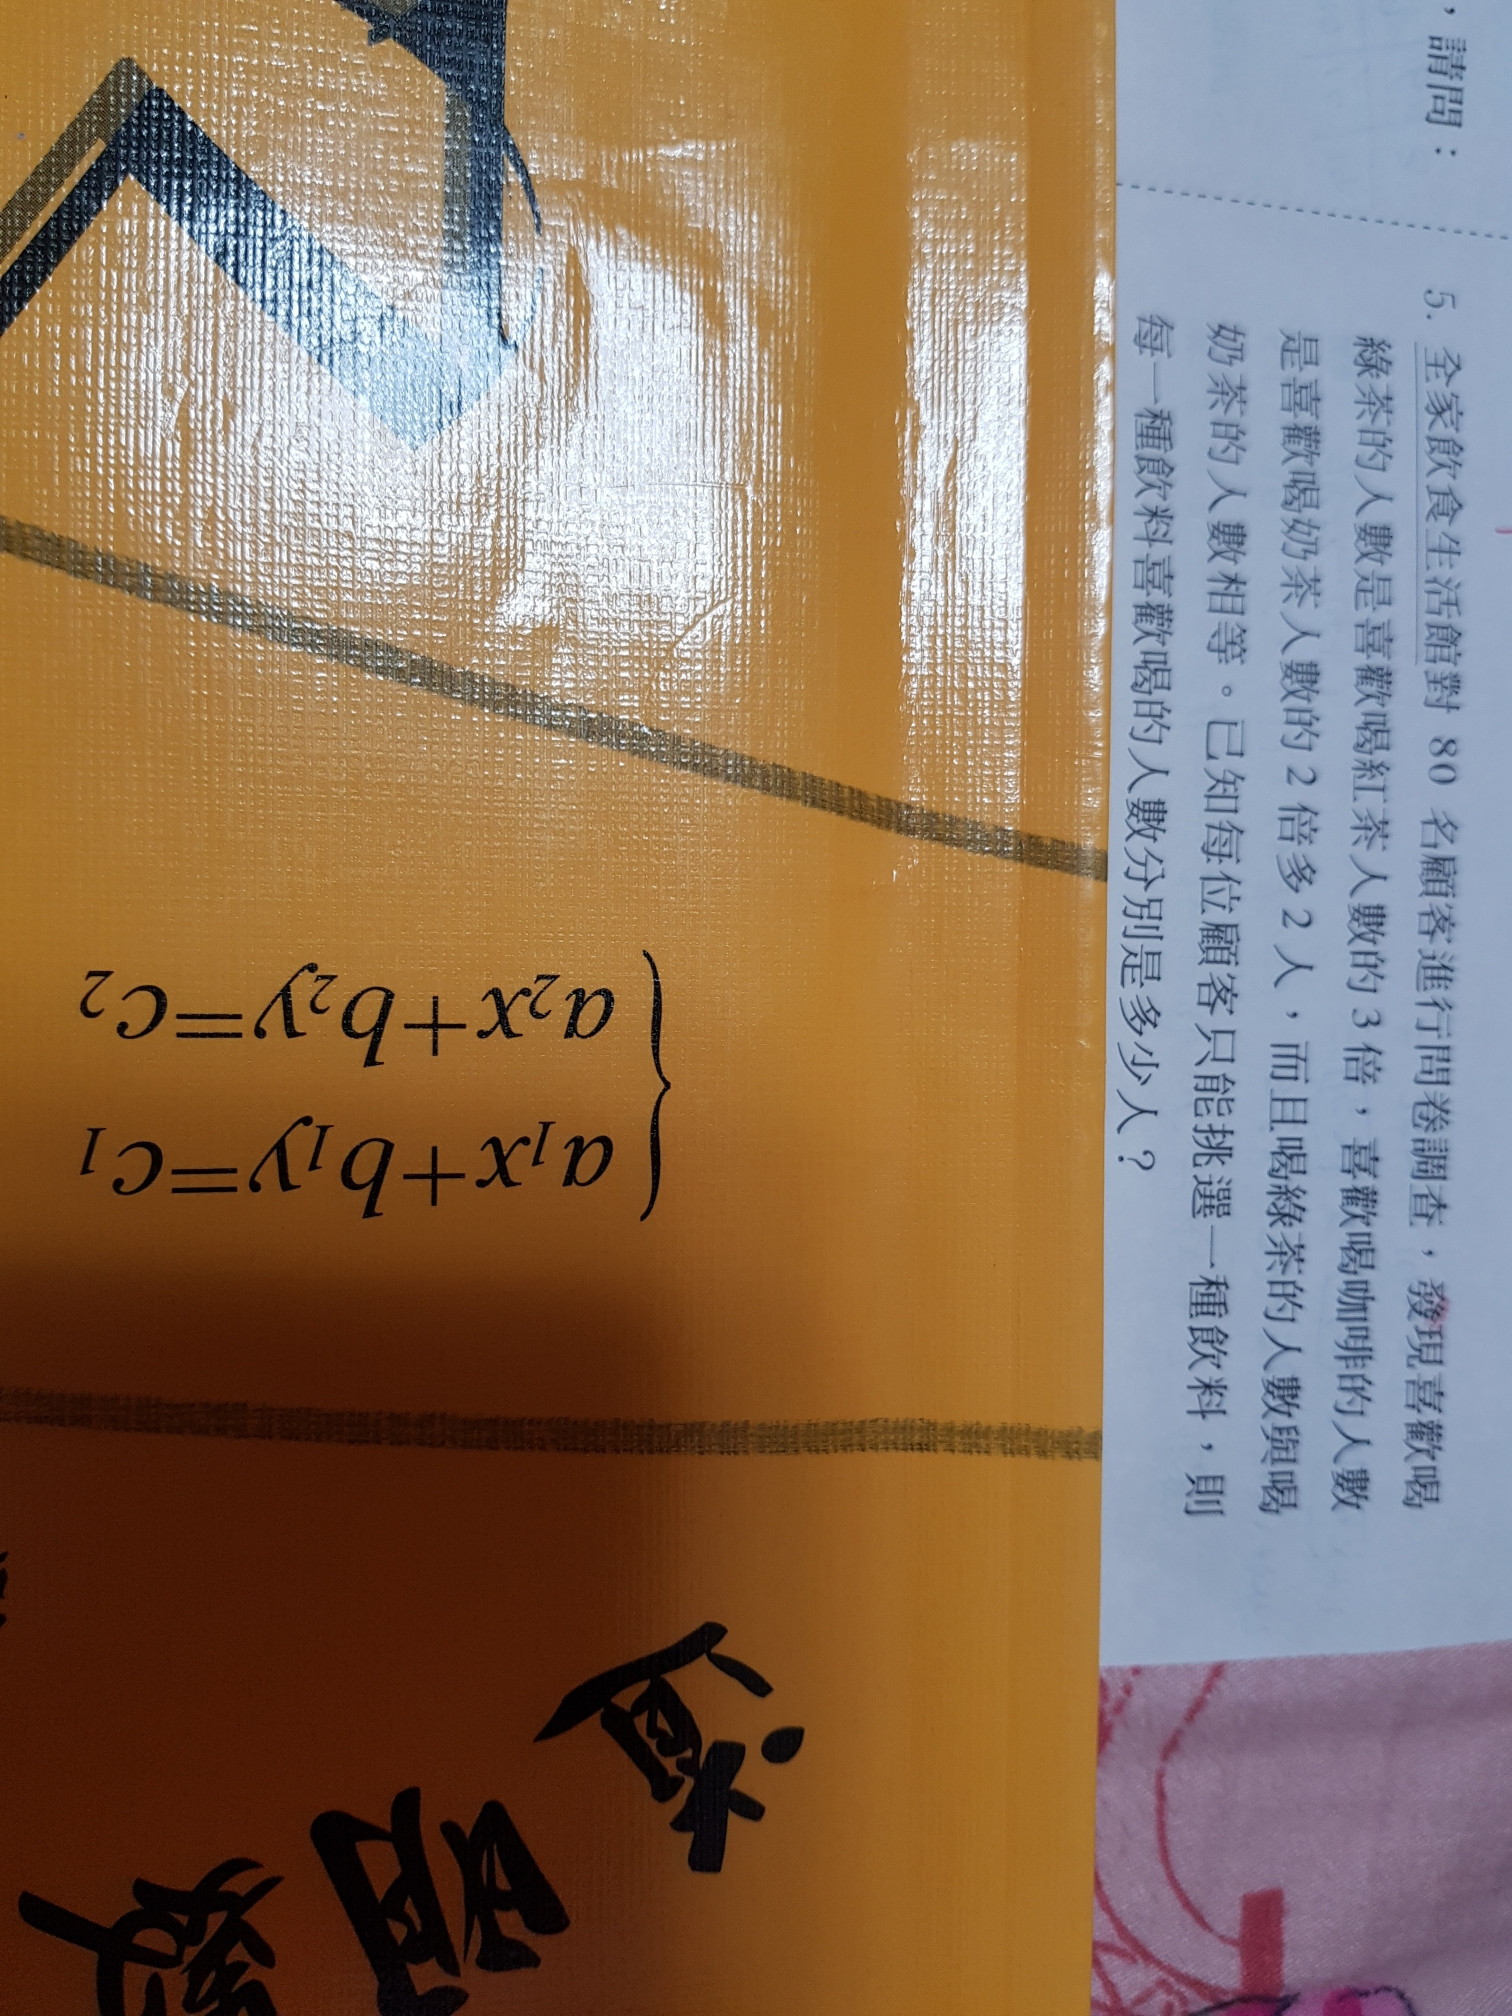 ，請問：
5. 全家飲食生活館對 80 名顧客進行問卷調查，發現喜歡喝
綠茶的人數是喜歡喝紅茶人數的 3 倍，喜歡喝咖啡的人數
是喜歡喝奶茶人數的 2 倍多 2 人，而且喝綠茶的人數與喝
奶茶的人數相等。已知每位顧客只能挑選一種飲料，則
每一種飲料喜歡喝的人數分別是多少人？
a₁x+b₁y=c₁
a₂x+b₂y=c₂